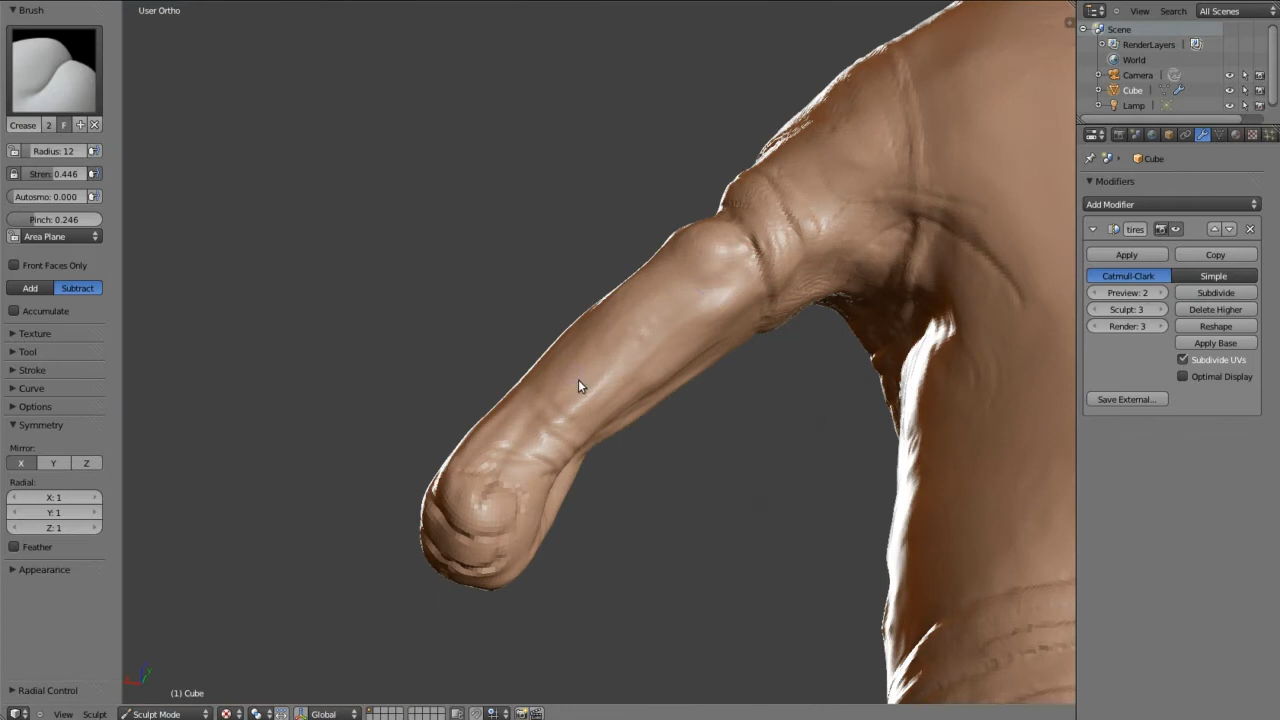 Brush
User Ortho
Crease 2 F
Radius: 12
Stren: 0.446
Autosmo: 0.000
Pinch: 0.246
Area Plane
Front Faces Only
Add Subtract
Accumulate
Texture
Tool
Stroke
Curve
Options
Symmetry
Mirror:
X Y Z
Radial:
X: 1
Y: 1
Z: 1
Feather
Appearance
Radial Control
(1) Cube
View Sculpt Sculpt Mode Global
View Search All Scenes
Scene
RenderLayers
World
Camera
Cube
Lamp
Cube
Modifiers
Add Modifier
tires
Apply Copy
Catmull-Clark Simple
Preview: 2 Subdivide
Sculpt: 3 Delete Higher
Render: 3 Reshape
Apply Base
Subdivide UVs
Optimal Display
Save External...